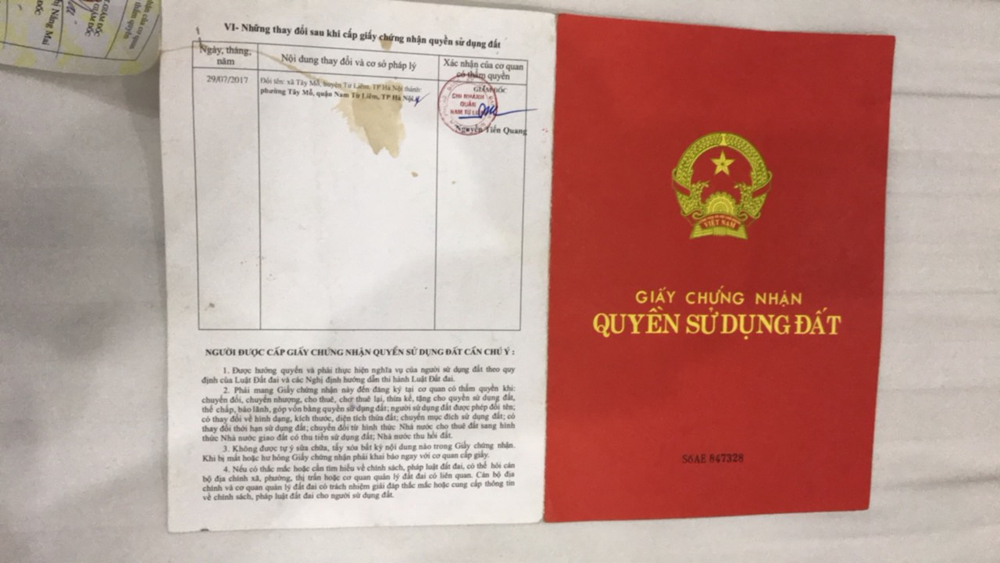 VI- Những thay đổi sau khi cấp giấy chứng nhận quyền sử dụng đất
Ngày, tháng, năm
Nội dung thay đổi và cơ sở pháp lý
Xác nhận của cơ quan có thẩm quyền
29/07/2017
Đổi tên: xã Tây Mỗ, huyện Từ Liêm, TP Hà Nội thành:
phường Tây Mỗ, quận Nam Từ Liêm, TP Hà Nội
GIÁM ĐỐC
CHI NHÁNH
QUẬN
NAM TỪ LIÊM
Nguyễn Tiến Quang
NGƯỜI ĐƯỢC CẤP GIẤY CHỨNG NHẬN QUYỀN SỬ DỤNG ĐẤT CẦN CHÚ Ý :
1. Được hưởng quyền và phải thực hiện nghĩa vụ của người sử dụng đất theo quy
định của Luật Đất đai và các Nghị định hướng dẫn thi hành Luật Đất đai.
2. Phải mang Giấy chứng nhận này đến đăng ký tại cơ quan có thẩm quyền khi:
chuyển đổi, chuyển nhượng, cho thuê, cho thuê lại, thừa kế, tặng cho quyền sử dụng đất,
thế chấp, bảo lãnh, góp vốn bằng quyền sử dụng đất; người sử dụng đất được phép đổi tên;
có thay đổi về hình dạng, kích thước, diện tích thửa đất; chuyển mục đích sử dụng đất; có
thay đổi thời hạn sử dụng đất; chuyển đổi từ hình thức Nhà nước cho thuê đất sang hình
thức Nhà nước giao đất có thu tiền sử dụng đất; Nhà nước thu hồi đất.
3. Không được tự ý sửa chữa, tẩy xóa bất kỳ nội dung nào trong Giấy chứng nhận.
Khi bị mất hoặc hư hỏng Giấy chứng nhận phải khai báo ngay với cơ quan cấp giấy.
4. Nếu có thắc mắc hoặc cần tìm hiểu về chính sách, pháp luật đất đai, có thể hỏi cán
bộ địa chính xã, phường, thị trấn hoặc cơ quan quản lý đất đai có liên quan. Cán bộ địa
chính và cơ quan quản lý đất đai có trách nhiệm giải đáp thắc mắc hoặc cung cấp thông tin
về chính sách, pháp luật đất đai cho người sử dụng đất.
VIỆT NAM
GIẤY CHỨNG NHẬN
QUYỀN SỬ DỤNG ĐẤT
SốAE 847328